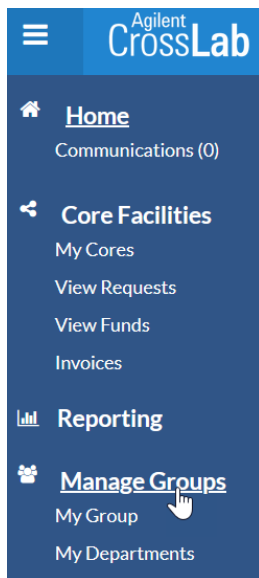 Agilent
CrossLab
Home
Communications (0)
Core Facilities
My Cores
View Requests
View Funds
Invoices
Reporting
Manage Groups
My Group
My Departments